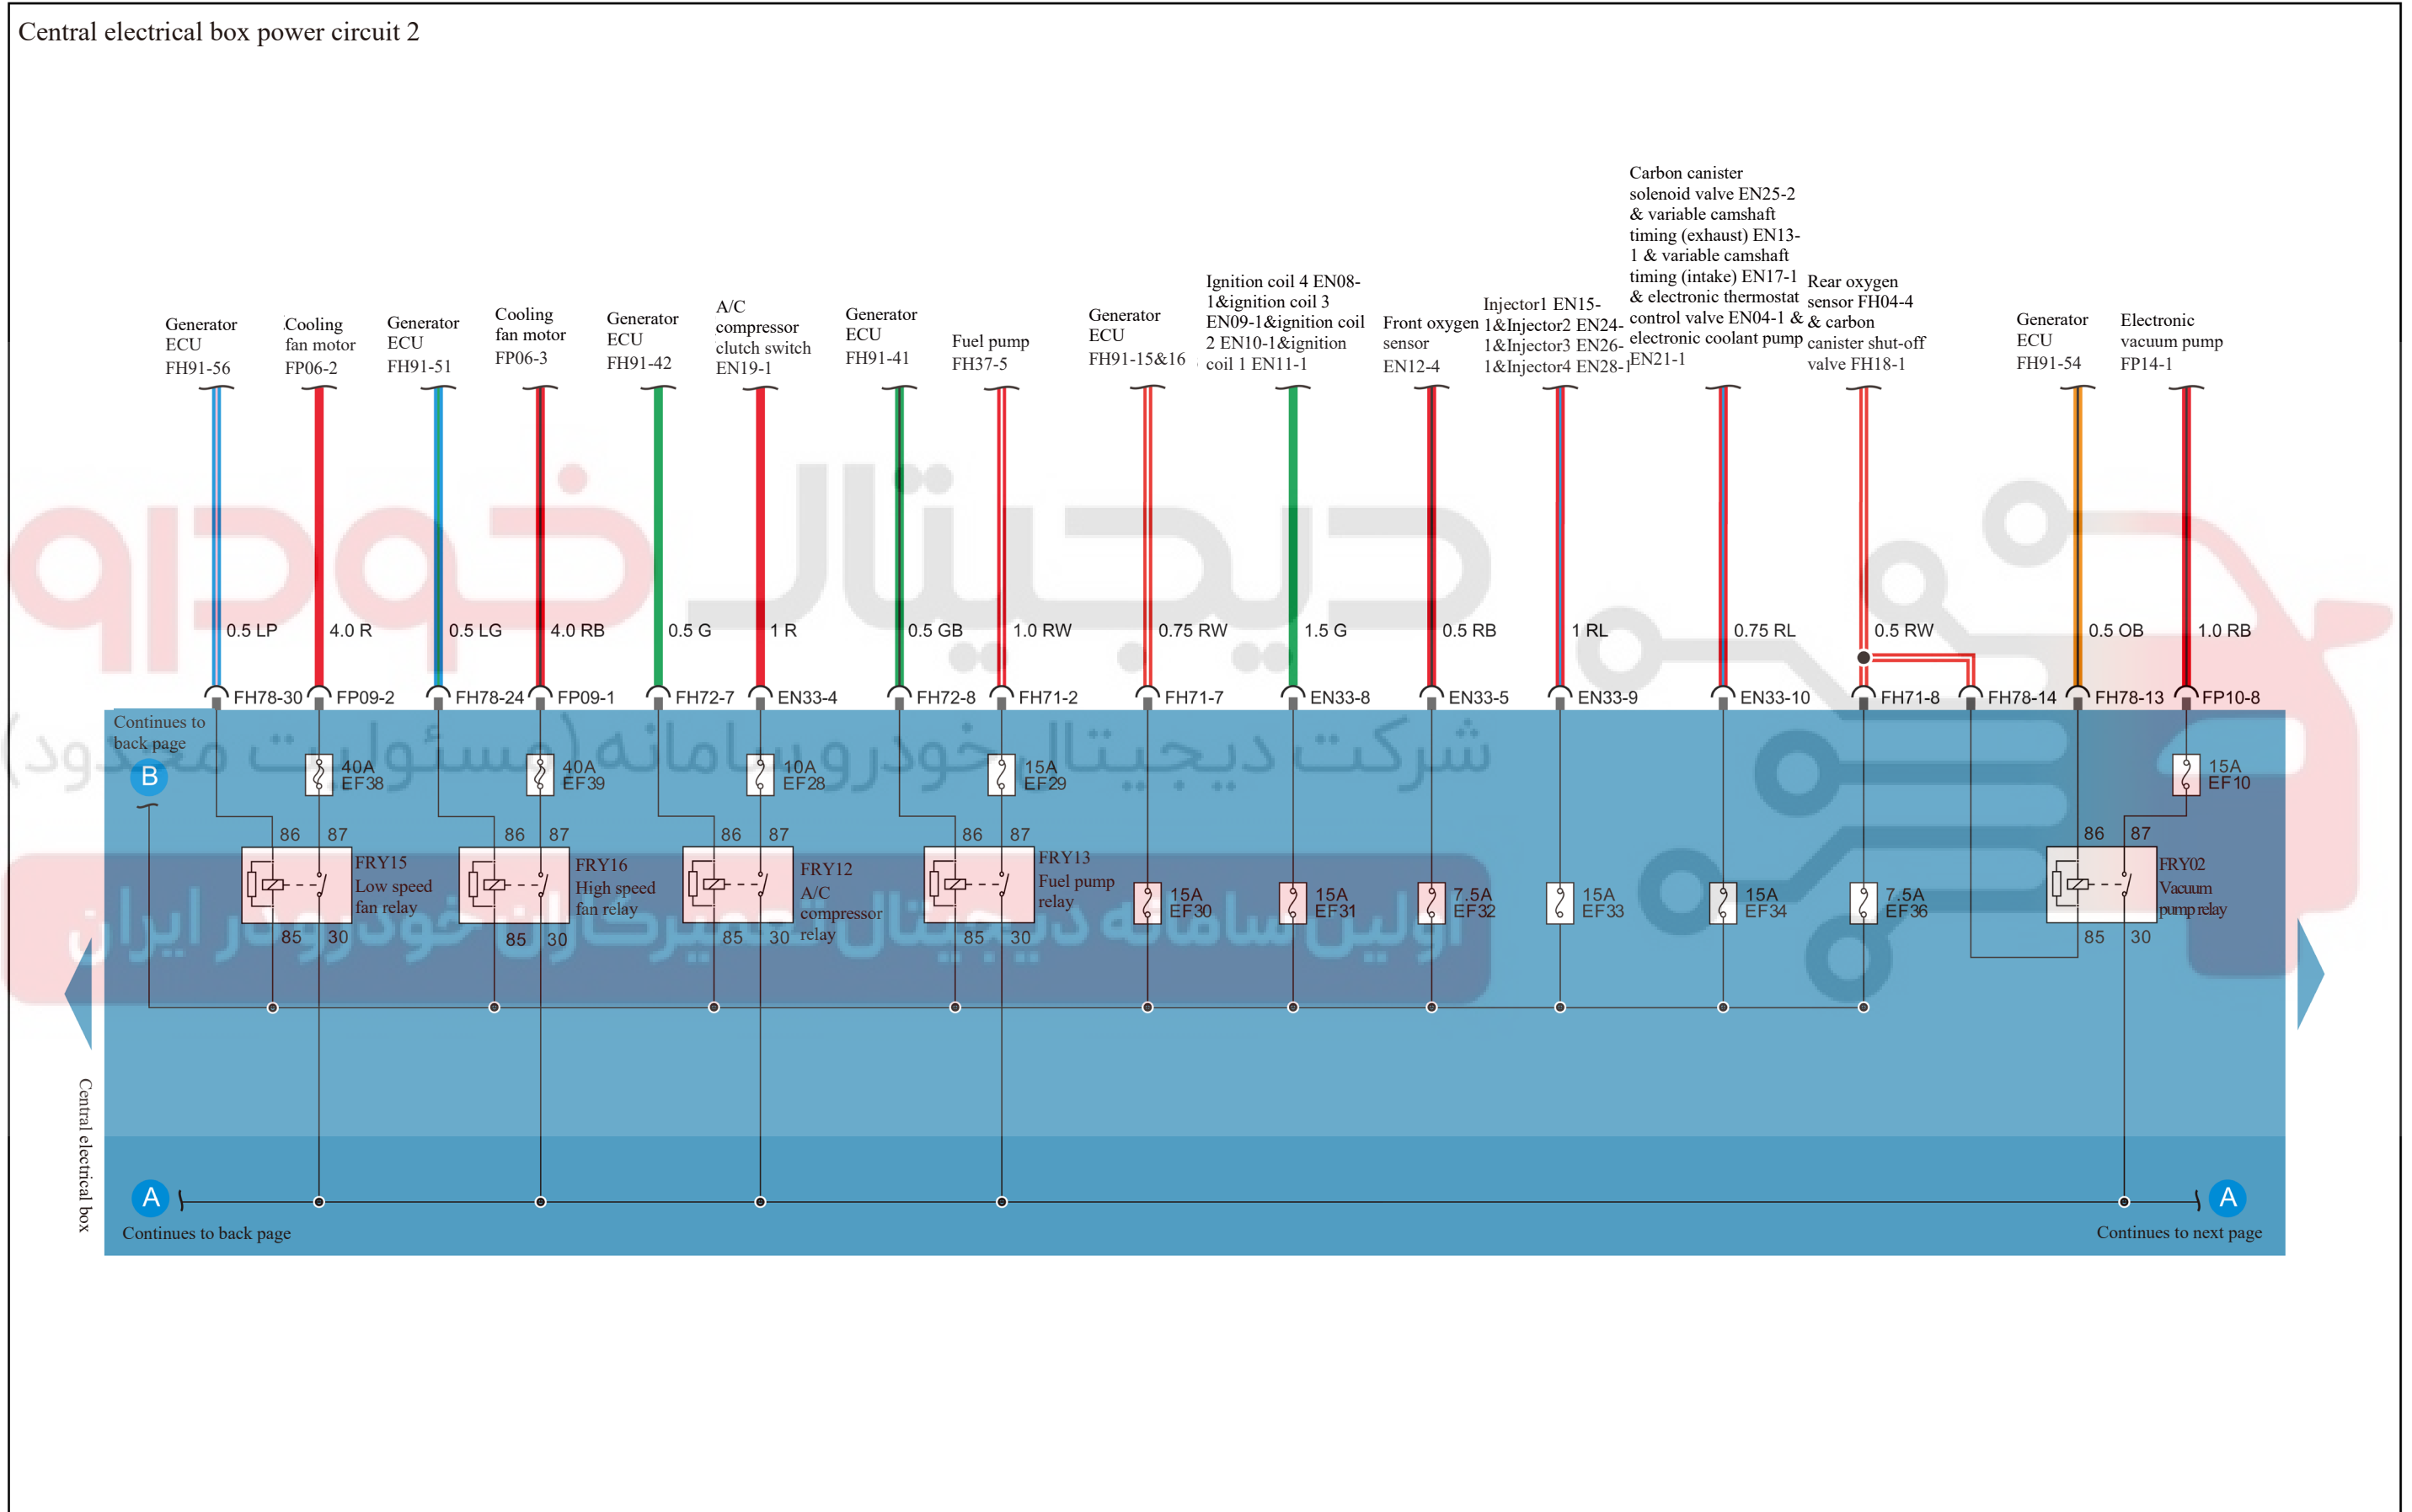 Central electrical box power circuit 2
Generator
ECU
FH91-56
Cooling
fan motor
FP06-2
Generator
ECU
FH91-51
Cooling
fan motor
FP06-3
Generator
ECU
FH91-42
A/C
compressor
clutch switch
EN19-1
Generator
ECU
FH91-41
Fuel pump
FH37-5
Generator
ECU
FH91-15&16
Ignition coil 4 EN08-
1&ignition coil 3
EN09-1&ignition coil
2 EN10-1&ignition
coil 1 EN11-1
Front oxygen
sensor
EN12-4
Injector1 EN15-
1&Injector2 EN24-
1&Injector3 EN26-
1&Injector4 EN28-1
Carbon canister
solenoid valve EN25-2
& variable camshaft
timing (exhaust) EN13-
1 & variable camshaft
timing (intake) EN17-1
& electronic thermostat
control valve EN04-1 &
electronic coolant pump
EN21-1
Rear oxygen
sensor FH04-4
& carbon
canister shut-off
valve FH18-1
Generator
ECU
FH91-54
Electronic
vacuum pump
FP14-1
دیجیتال خودرو
0.5 LP
4.0 R
0.5 LG
4.0 RB
0.5 G
1 R
0.5 GB
1.0 RW
0.75 RW
1.5 G
0.5 RB
1 RL
0.75 RL
0.5 RW
0.5 OB
1.0 RB
FH78-30
FP09-2
FH78-24
FP09-1
FH72-7
EN33-4
FH72-8
FH71-2
FH71-7
EN33-8
EN33-5
EN33-9
EN33-10
FH71-8
FH78-14
FH78-13
FP10-8
شرکت دیجیتال خودرو سامانه (مسئولیت محدود)
Continues to
back page
B
40A
EF38
40A
EF39
10A
EF28
15A
EF29
15A
EF10
86 87
86 87
86 87
86 87
86 87
FRY15
Low speed
fan relay
FRY16
High speed
fan relay
FRY12
A/C
compressor
relay
FRY13
Fuel pump
relay
15A
EF30
15A
EF31
7.5A
EF32
15A
EF33
15A
EF34
7.5A
EF36
FRY02
Vacuum
pump relay
85 30
85 30
85 30
85 30
85 30
اولین سامانه دیجیتال تعمیرکاران خودرو در ایران
Central electrical box
A
Continues to back page
A
Continues to next page